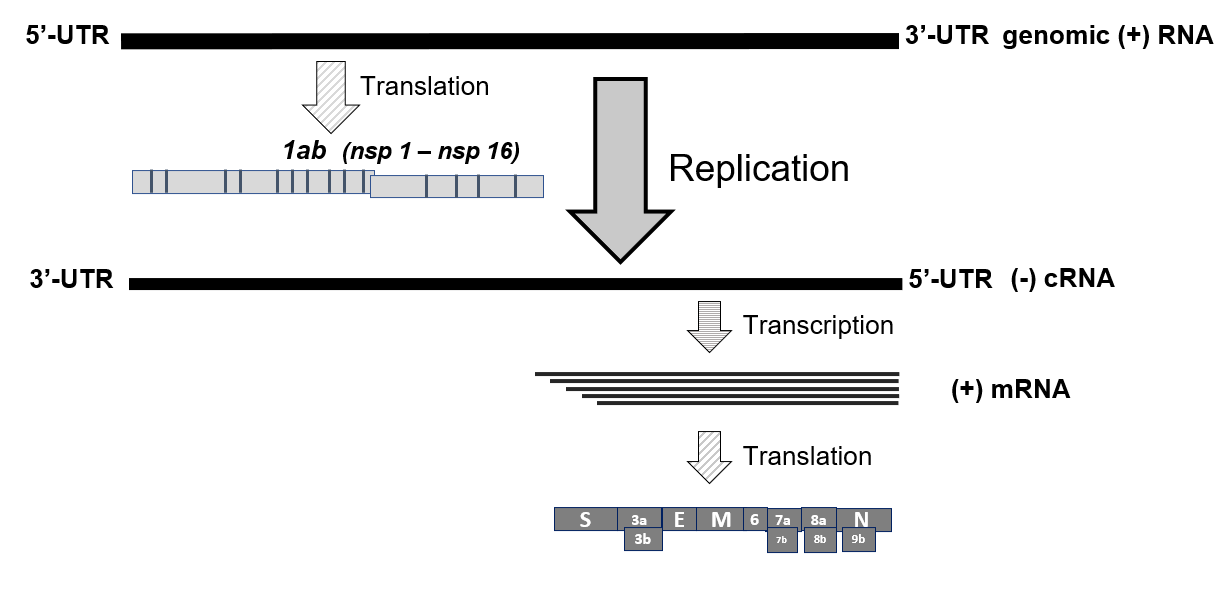 5’-UTR 3’-UTR genomic (+) RNA
Translation
1ab (nsp 1 – nsp 16)
Replication
3’-UTR 5’-UTR (-) cRNA
Transcription
(+) mRNA
Translation
S 3a E M 6 7a 8a N
3b 7b 8b 9b